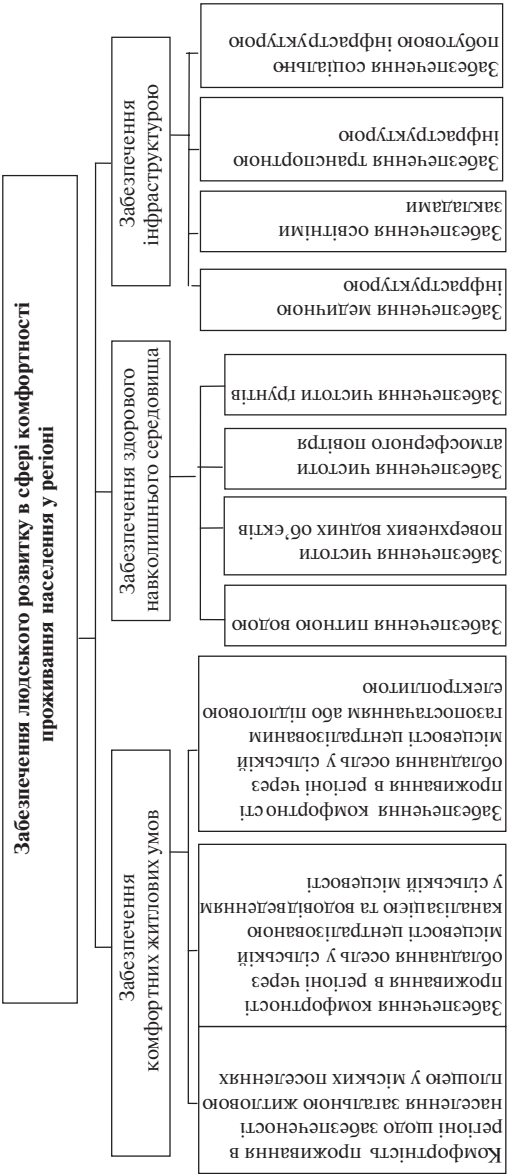 Забезпечення людського розвитку в сфері комфортності
проживання населення у регіоні
Забезпечення
комфортних житлових умов
Комфортність проживання в
регіоні щодо забезпеченості
населення загальною житловою
площею у міських поселеннях
Забезпечення комфортності
проживання в регіоні через
обладнання осель у сільській
місцевості централізованою
каналізацією та водовідведенням
у сільській місцевості
Забезпечення комфортності
проживання в регіоні через
обладнання осель у сільській
місцевості централізованим
газопостачанням або підлоговою
електроплитою
Забезпечення здорового
навколишнього середовища
Забезпечення питною водою
Забезпечення чистоти
поверхневих водних об’єктів
Забезпечення чистоти
атмосферного повітря
Забезпечення чистоти ґрунтів
Забезпечення
інфраструктурою
Забезпечення медичною
інфраструктурою
Забезпечення освітніми
закладами
Забезпечення транспортною
інфраструктурою
Забезпечення соціально
побутовою інфраструктурою